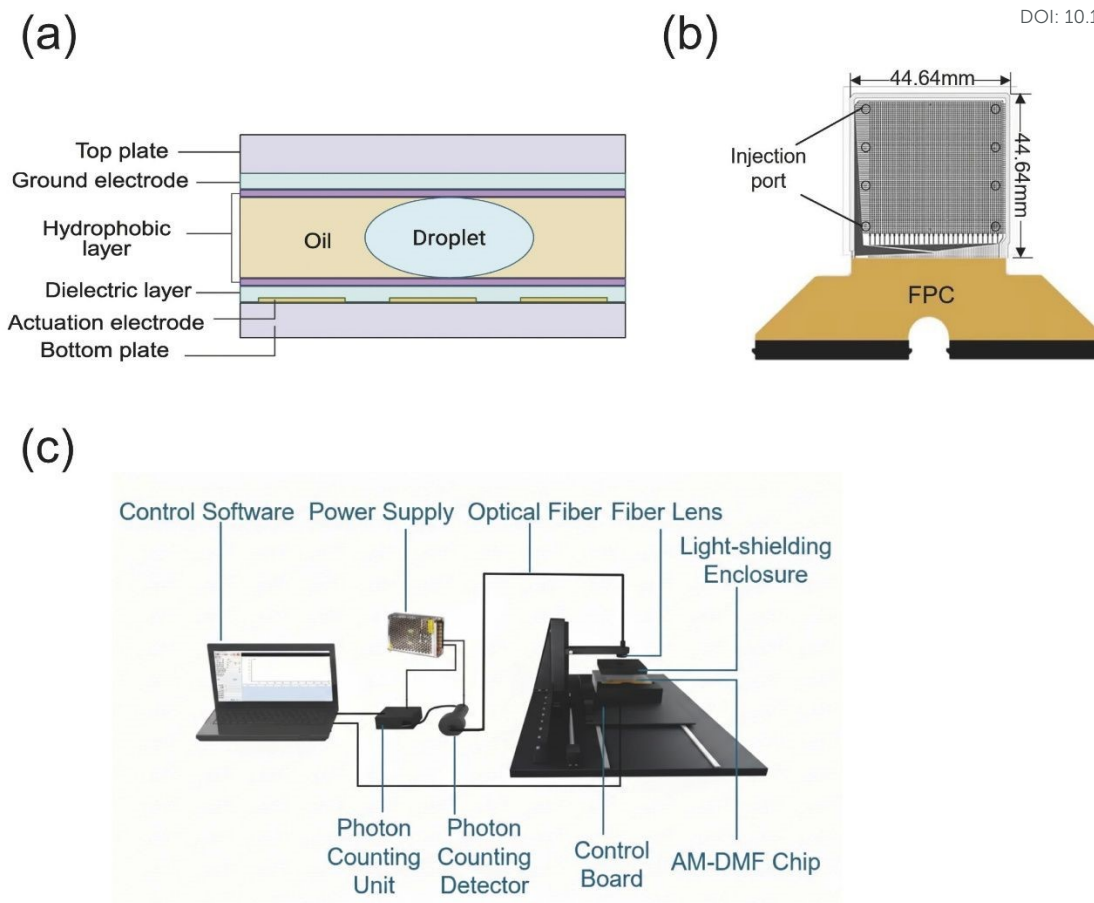 DOI: 10.1
(a)
Top plate
Ground electrode
Hydrophobic
layer
Oil
Droplet
Dielectric layer
Actuation electrode
Bottom plate
(b)
44.64mm
44.64mm
Injection
port
FPC
(c)
Control Software
Power Supply
Optical Fiber
Fiber Lens
Light-shielding
Enclosure
Photon
Counting
Unit
Photon
Counting
Detector
Control
Board
AM-DMF Chip